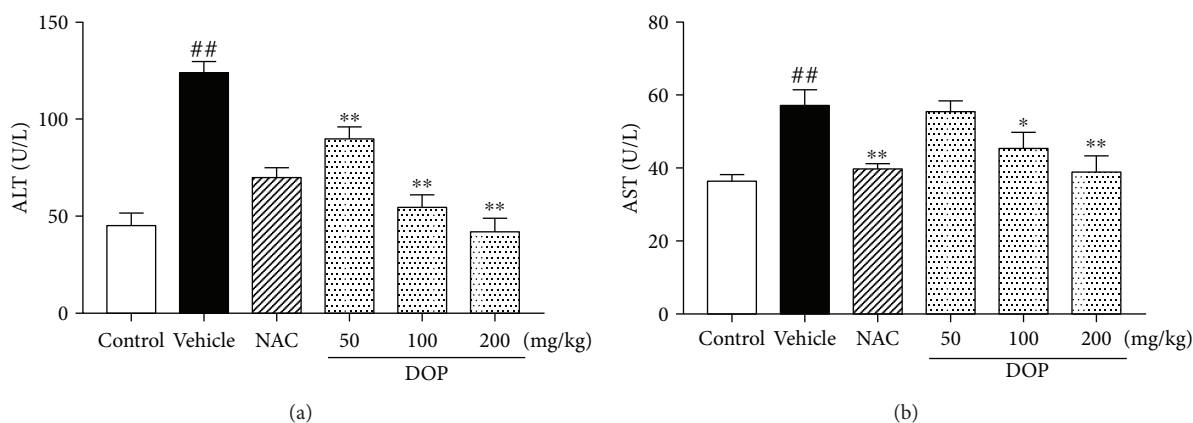 150
100
50
0
ALT (U/L)
##
**
**
**
Control Vehicle NAC 50 100 200 (mg/kg)
DOP
(a)
80
60
40
20
0
AST (U/L)
##
**
*
**
Control Vehicle NAC 50 100 200 (mg/kg)
DOP
(b)